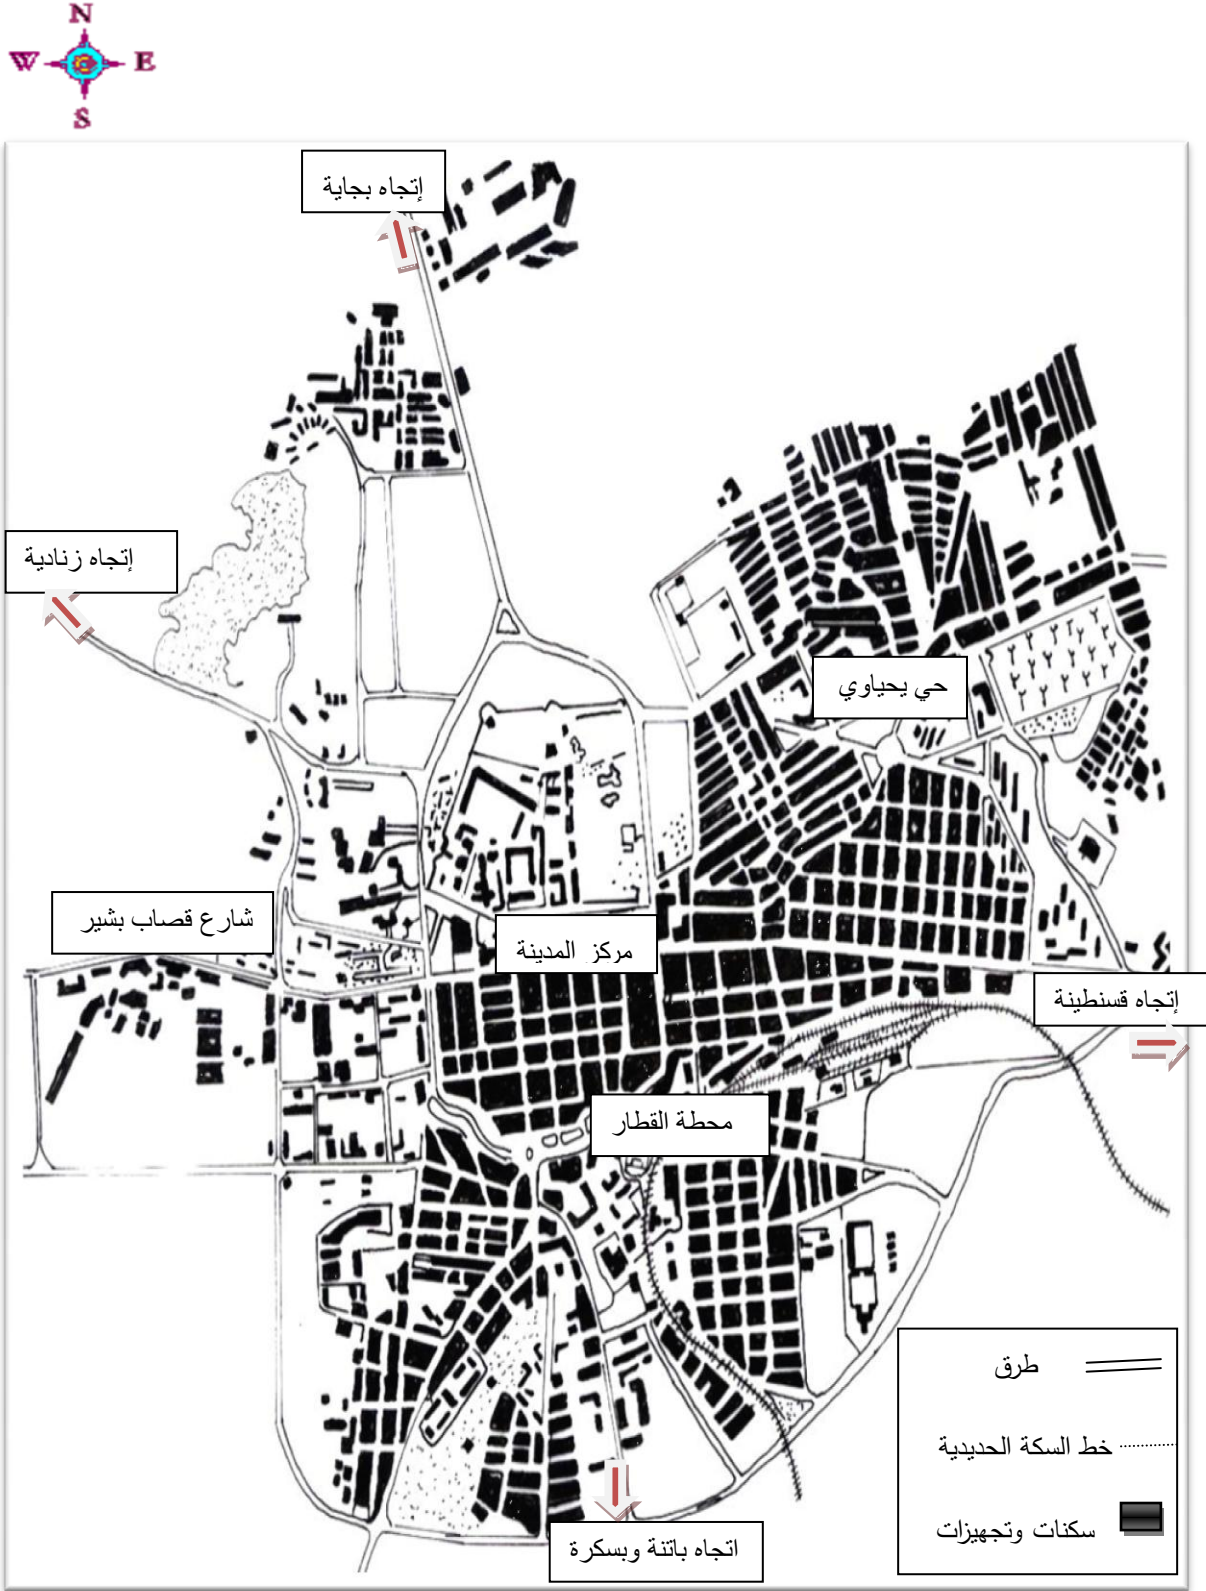 N
W E
S
إتجاه بجاية
إتجاه زنادية
حي يحياوي
شارع قصاب بشير
مركز المدينة
إتجاه قسنطينة
محطة القطار
طرق
خط السكة الحديدية
سكنات وتجهيزات
اتجاه باتنة وبسكرة